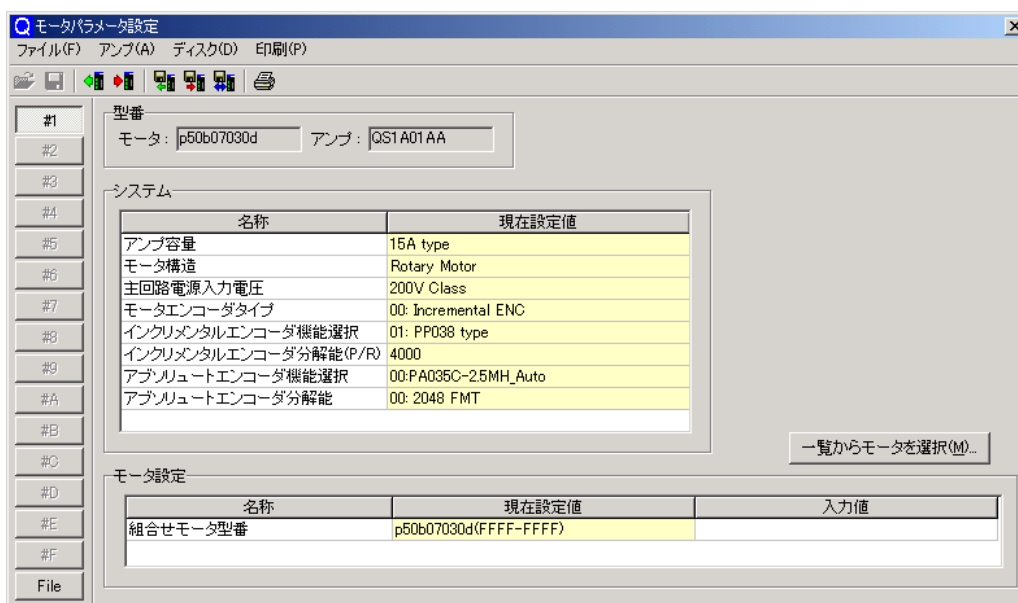 Q モータパラメータ設定
ファイル(F) アンプ(A) ディスク(D) 印刷(P)
#1
#2
#3
#4
#5
#6
#7
#8
#9
#A
#B
#C
#D
#E
#F
File
型番
モータ : p50b07030d アンプ : QS1A01AA
システム
名称 現在設定値
アンプ容量 15A type
モータ構造 Rotary Motor
主回路電源入力電圧 200V Class
モータエンコーダタイプ 00: Incremental ENC
インクリメンタルエンコーダ機能選択 01: PP038 type
インクリメンタルエンコーダ分解能(P/R) 4000
アブソリュートエンコーダ機能選択 00:PA035C-2.5MH_Auto
アブソリュートエンコーダ分解能 00: 2048 FMT
一覧からモータを選択(M)...
モータ設定
名称 現在設定値 入力値
組合せモータ型番 p50b07030d(FFFF-FFFF)